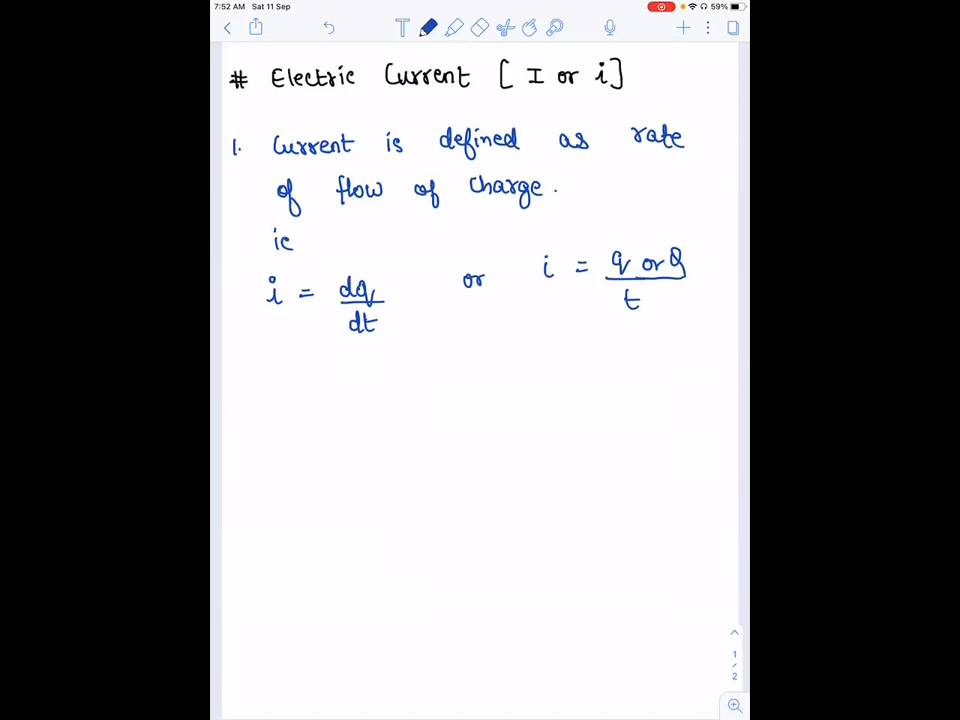 7:52 AM Sat 11 Sep 59%
# Electric Current [ I or i ]
1. Current is defined as rate
of flow of charge.
ie
i = dq/dt or i = q or Q/t
1
/
2